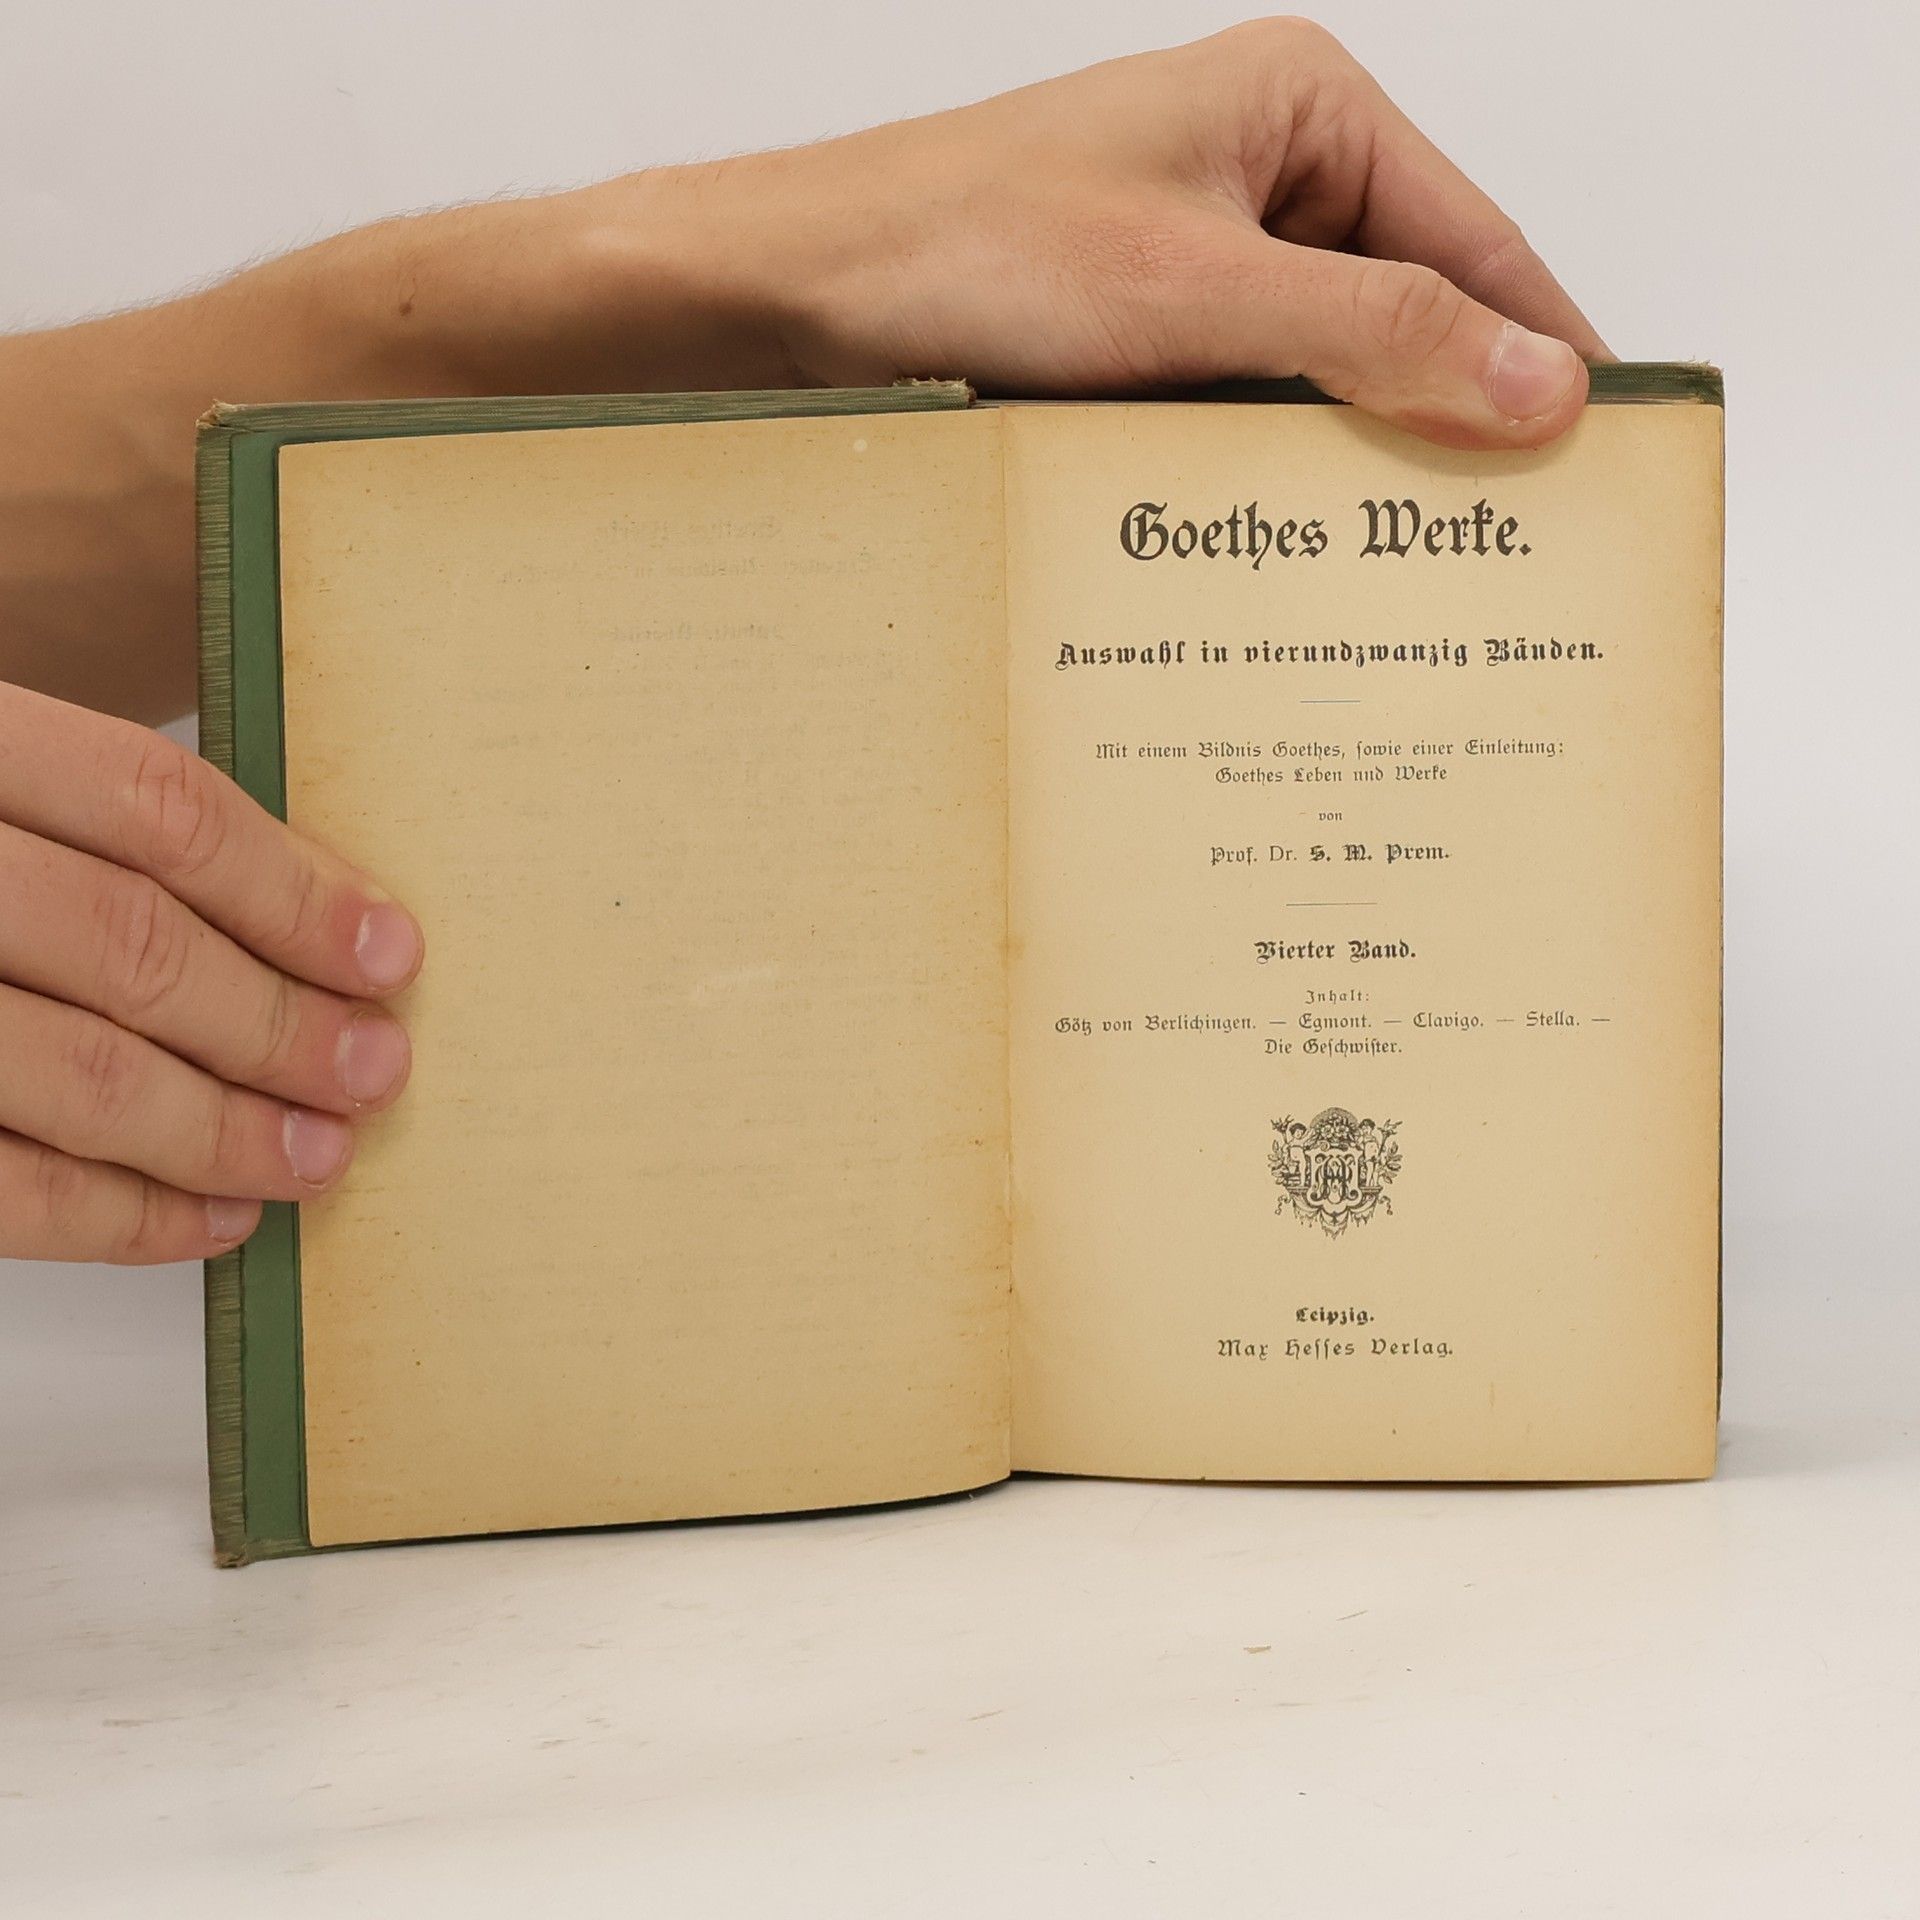 Goethes Werke.
Auswahl in vierundzwanzig Bänden.
Mit einem Bildnis Goethes, sowie einer Einleitung:
Goethes Leben und Werke
von
Prof. Dr. S. M. Prem.
Vierter Band.
Inhalt:
Götz von Berlichingen. — Egmont. — Clavigo. — Stella. —
Die Geschwister.
Leipzig.
Max Hesses Verlag.